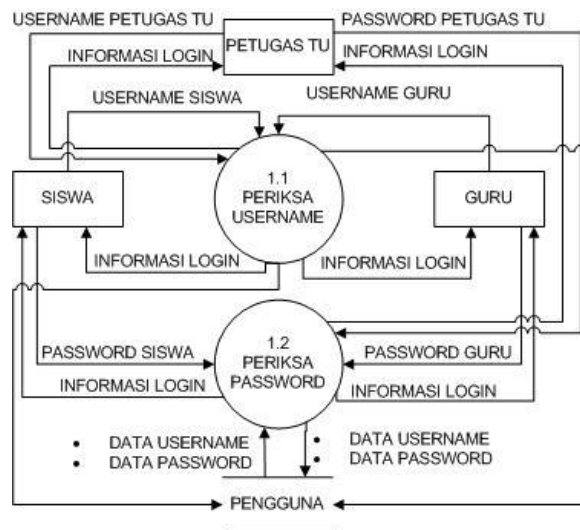 USERNAME PETUGAS TU
PASSWORD PETUGAS TU
PETUGAS TU
INFORMASI LOGIN
INFORMASI LOGIN
USERNAME SISWA
USERNAME GURU
1.1
PERIKSA
USERNAME
SISWA
GURU
INFORMASI LOGIN
INFORMASI LOGIN
1.2
PERIKSA
PASSWORD
PASSWORD SISWA
PASSWORD GURU
INFORMASI LOGIN
INFORMASI LOGIN
• DATA USERNAME
• DATA PASSWORD
• DATA USERNAME
• DATA PASSWORD
PENGGUNA